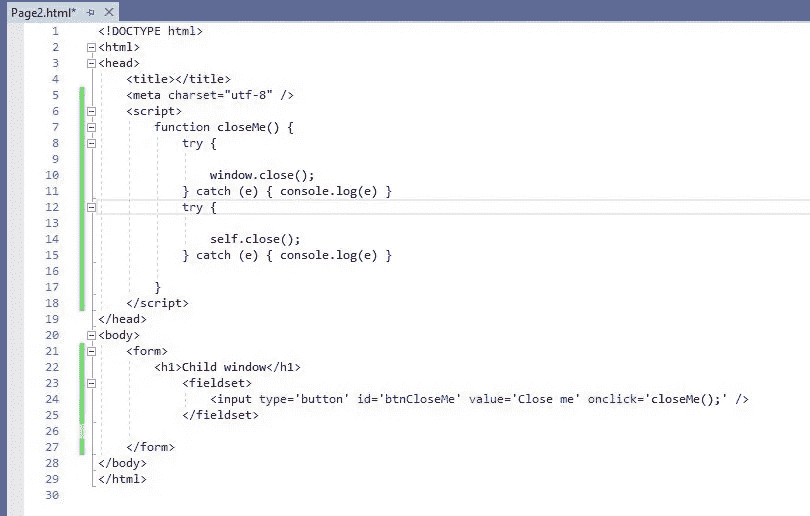 Page2.html*
1 <!DOCTYPE html>
2 <html>
3 <head>
4 <title></title>
5 <meta charset="utf-8" />
6 <script>
7 function closeMe() {
8 try {
9
10 window.close();
11 } catch (e) { console.log(e) }
12 try {
13
14 self.close();
15 } catch (e) { console.log(e) }
16
17 }
18 </script>
19 </head>
20 <body>
21 <form>
22 <h1>Child window</h1>
23 <fieldset>
24 <input type='button' id='btnCloseMe' value='Close me' onclick='closeMe();' />
25 </fieldset>
26
27 </form>
28 </body>
29 </html>
30